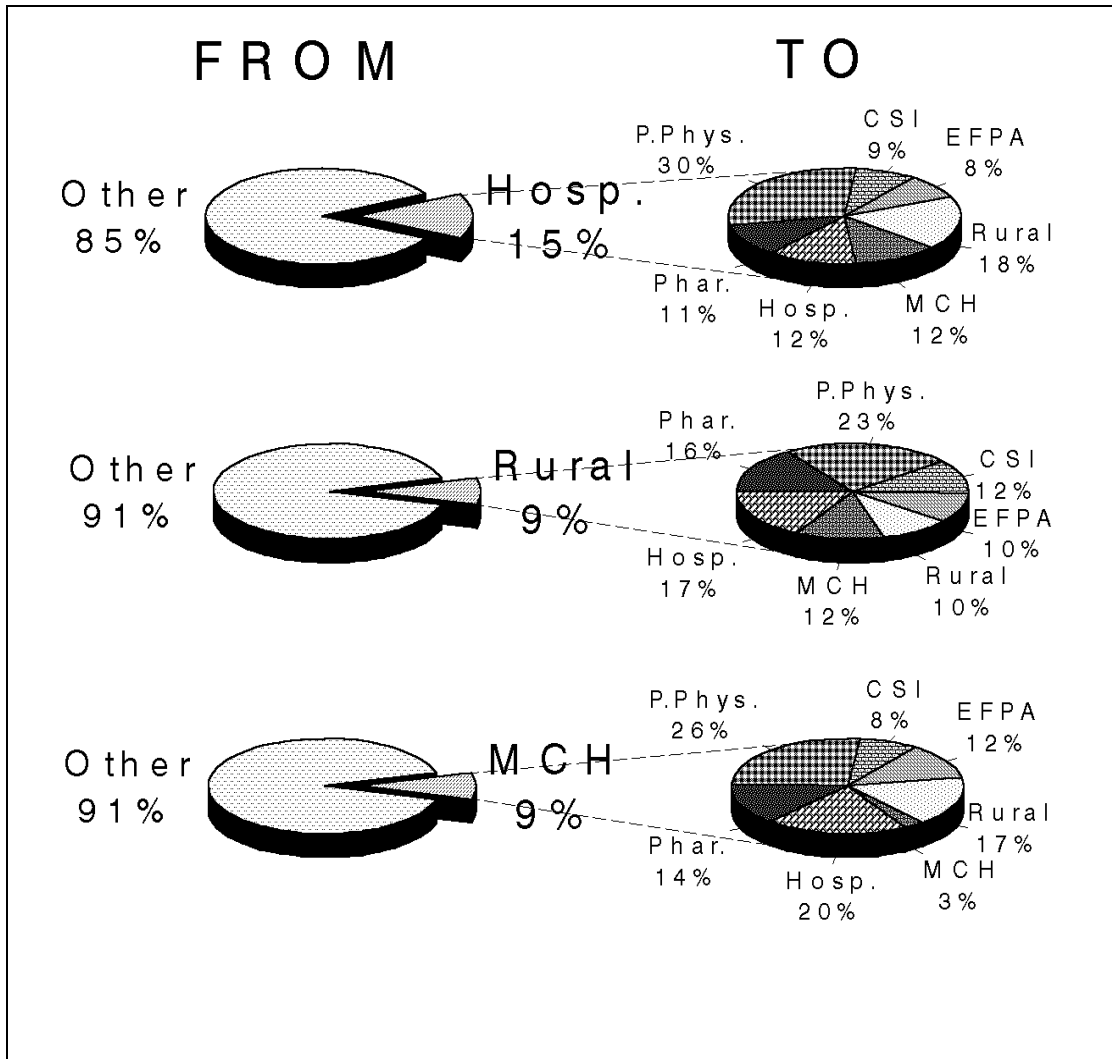 FROM
TO
Other
85%
Hosp.
15%
P.Phys.
30%
CSI
9%
EFPA
8%
Rural
18%
MCH
12%
Hosp.
12%
Phar.
11%
Other
91%
Rural
9%
Phar.
16%
P.Phys.
23%
CSI
12%
EFPA
10%
Rural
10%
MCH
12%
Hosp.
17%
Other
91%
MCH
9%
P.Phys.
26%
CSI
8%
EFPA
12%
Rural
17%
MCH
3%
Hosp.
20%
Phar.
14%